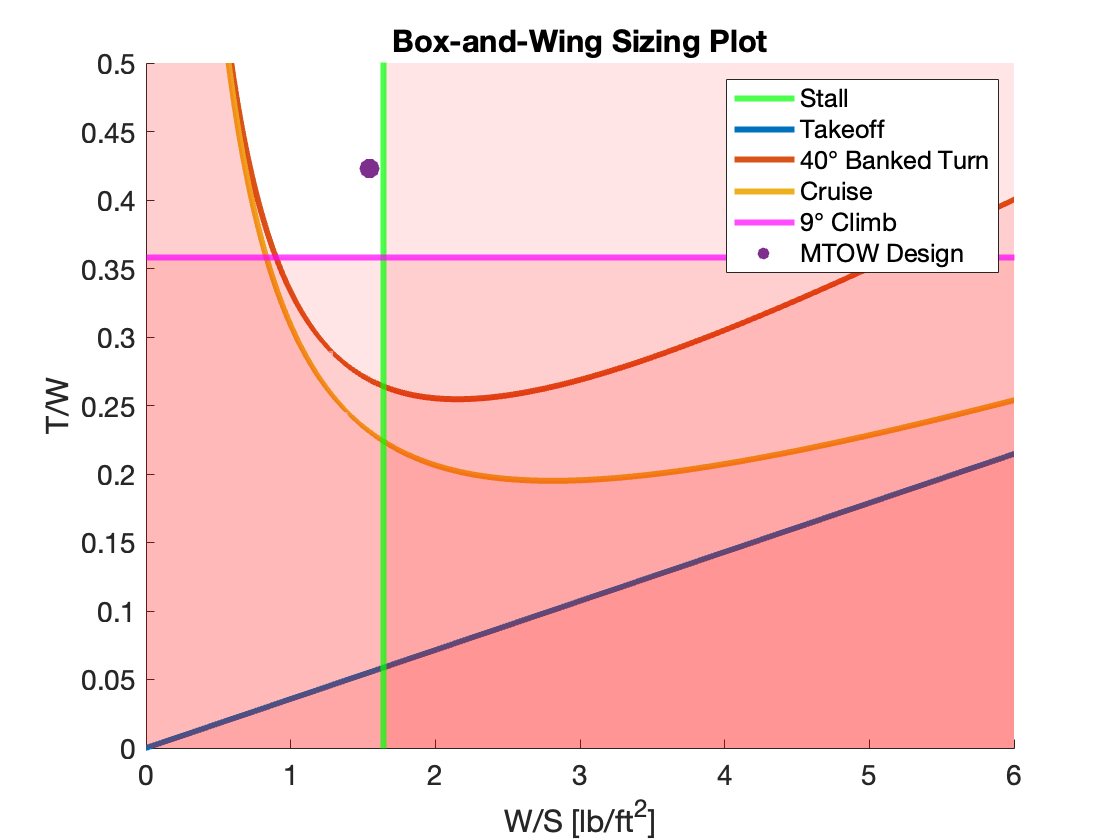 Box-and-Wing Sizing Plot
0.5
0.45
0.4
0.35
0.3
0.25
0.2
0.15
0.1
0.05
0
T/W
Stall
Takeoff
40° Banked Turn
Cruise
9° Climb
MTOW Design
0 1 2 3 4 5 6
W/S [lb/ft²]